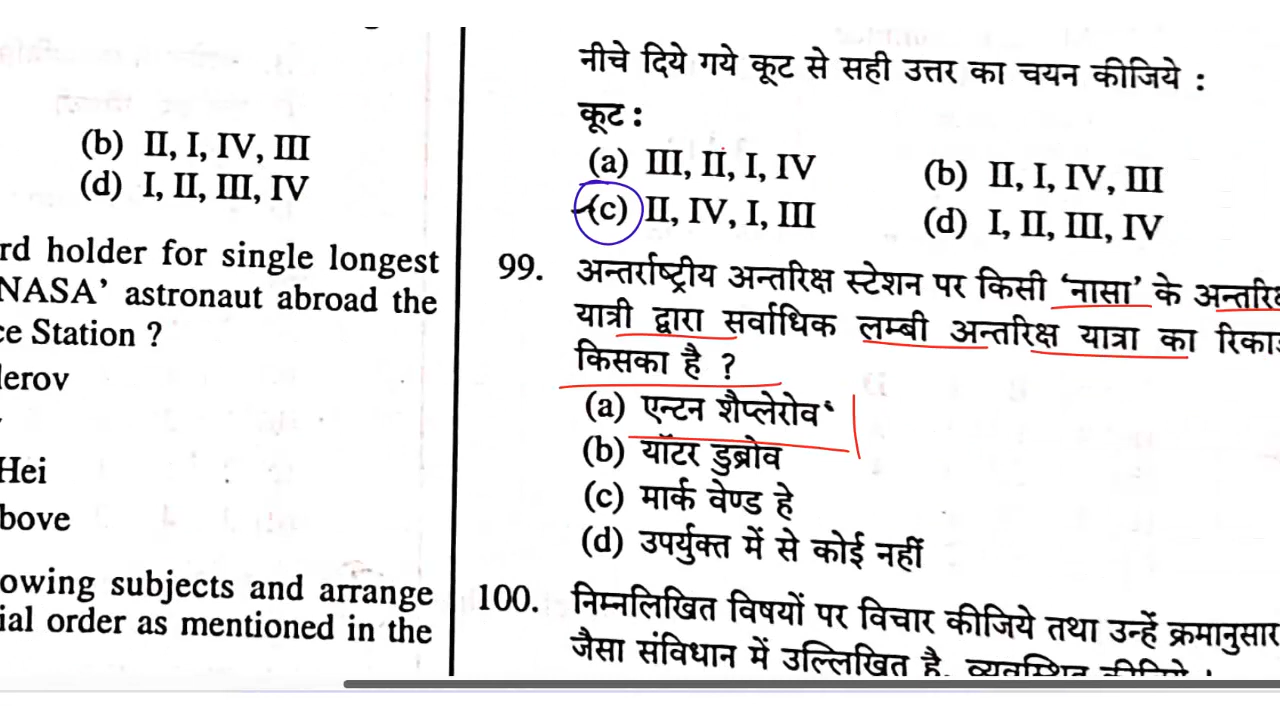 (b) II, I, IV, III
(d) I, II, III, IV
rd holder for single longest
NASA' astronaut abroad the
ce Station ?
lerov
Hei
bove
owing subjects and arrange
ial order as mentioned in the
नीचे दिये गये कूट से सही उत्तर का चयन कीजिये :
कूट :
(a) III, II, I, IV
(b) II, I, IV, III
(c) II, IV, I, III
(d) I, II, III, IV
99. अन्तर्राष्ट्रीय अन्तरिक्ष स्टेशन पर किसी ‘नासा’ के अन्तरिक्ष
यात्री द्वारा सर्वाधिक लम्बी अन्तरिक्ष यात्रा का रिका
किसका है ?
(a) एन्टन शैप्लेरोव
(b) यॉटर डुब्रोव
(c) मार्क वेण्ड हे
(d) उपर्युक्त में से कोई नहीं
100. निम्नलिखित विषयों पर विचार कीजिये तथा उन्हें क्रमानुसार
जैसा संविधान में उल्लिखित है, व्यवस्थित कीजिये :